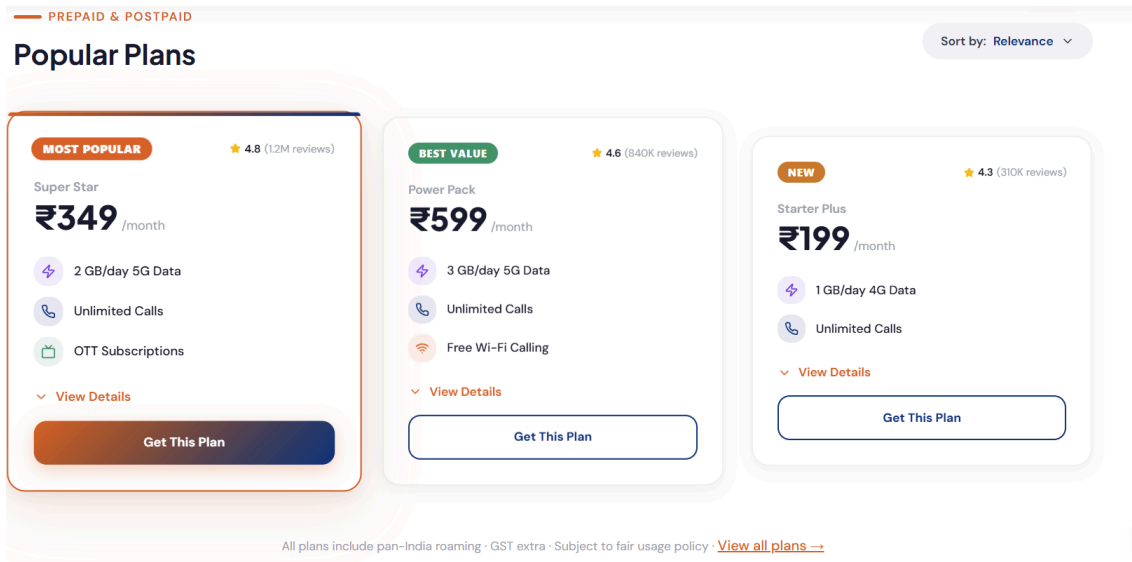 PREPAID & POSTPAID
Popular Plans
Sort by: Relevance
MOST POPULAR
4.8 (1.2M reviews)
Super Star
₹349 /month
2 GB/day 5G Data
Unlimited Calls
OTT Subscriptions
View Details
Get This Plan
BEST VALUE
4.6 (840K reviews)
Power Pack
₹599 /month
3 GB/day 5G Data
Unlimited Calls
Free Wi-Fi Calling
View Details
Get This Plan
NEW
4.3 (310K reviews)
Starter Plus
₹199 /month
1 GB/day 4G Data
Unlimited Calls
View Details
Get This Plan
All plans include pan-India roaming · GST extra · Subject to fair usage policy · View all plans →